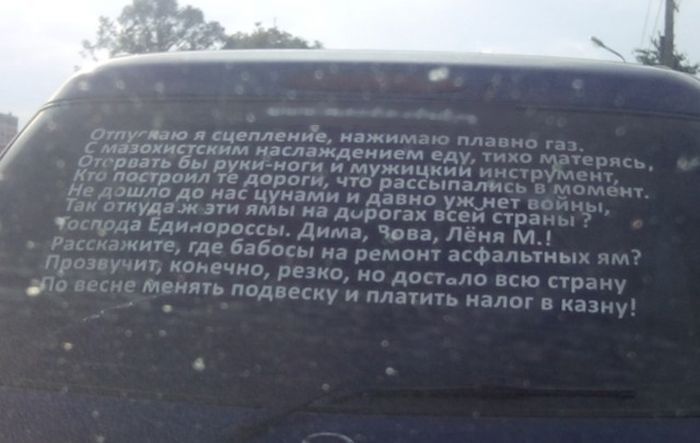 Отпускаю я сцепление, нажимаю плавно газ.
С мазохистским наслаждением еду, тихо матерясь.
Оторвать бы руки-ноги и мужицкий инструмент,
Кто построил те дороги, что рассыпались в момент.
Не дошло до нас цунами и давно уж нет войны,
Так откуда ж эти ямы на дорогах всей страны ?
Господа Единороссы. Дима, Вова, Лёня М.!
Расскажите, где бабосы на ремонт асфальтных ям?
Прозвучит, конечно, резко, но достало всю страну
По весне менять подвеску и платить налог в казну!